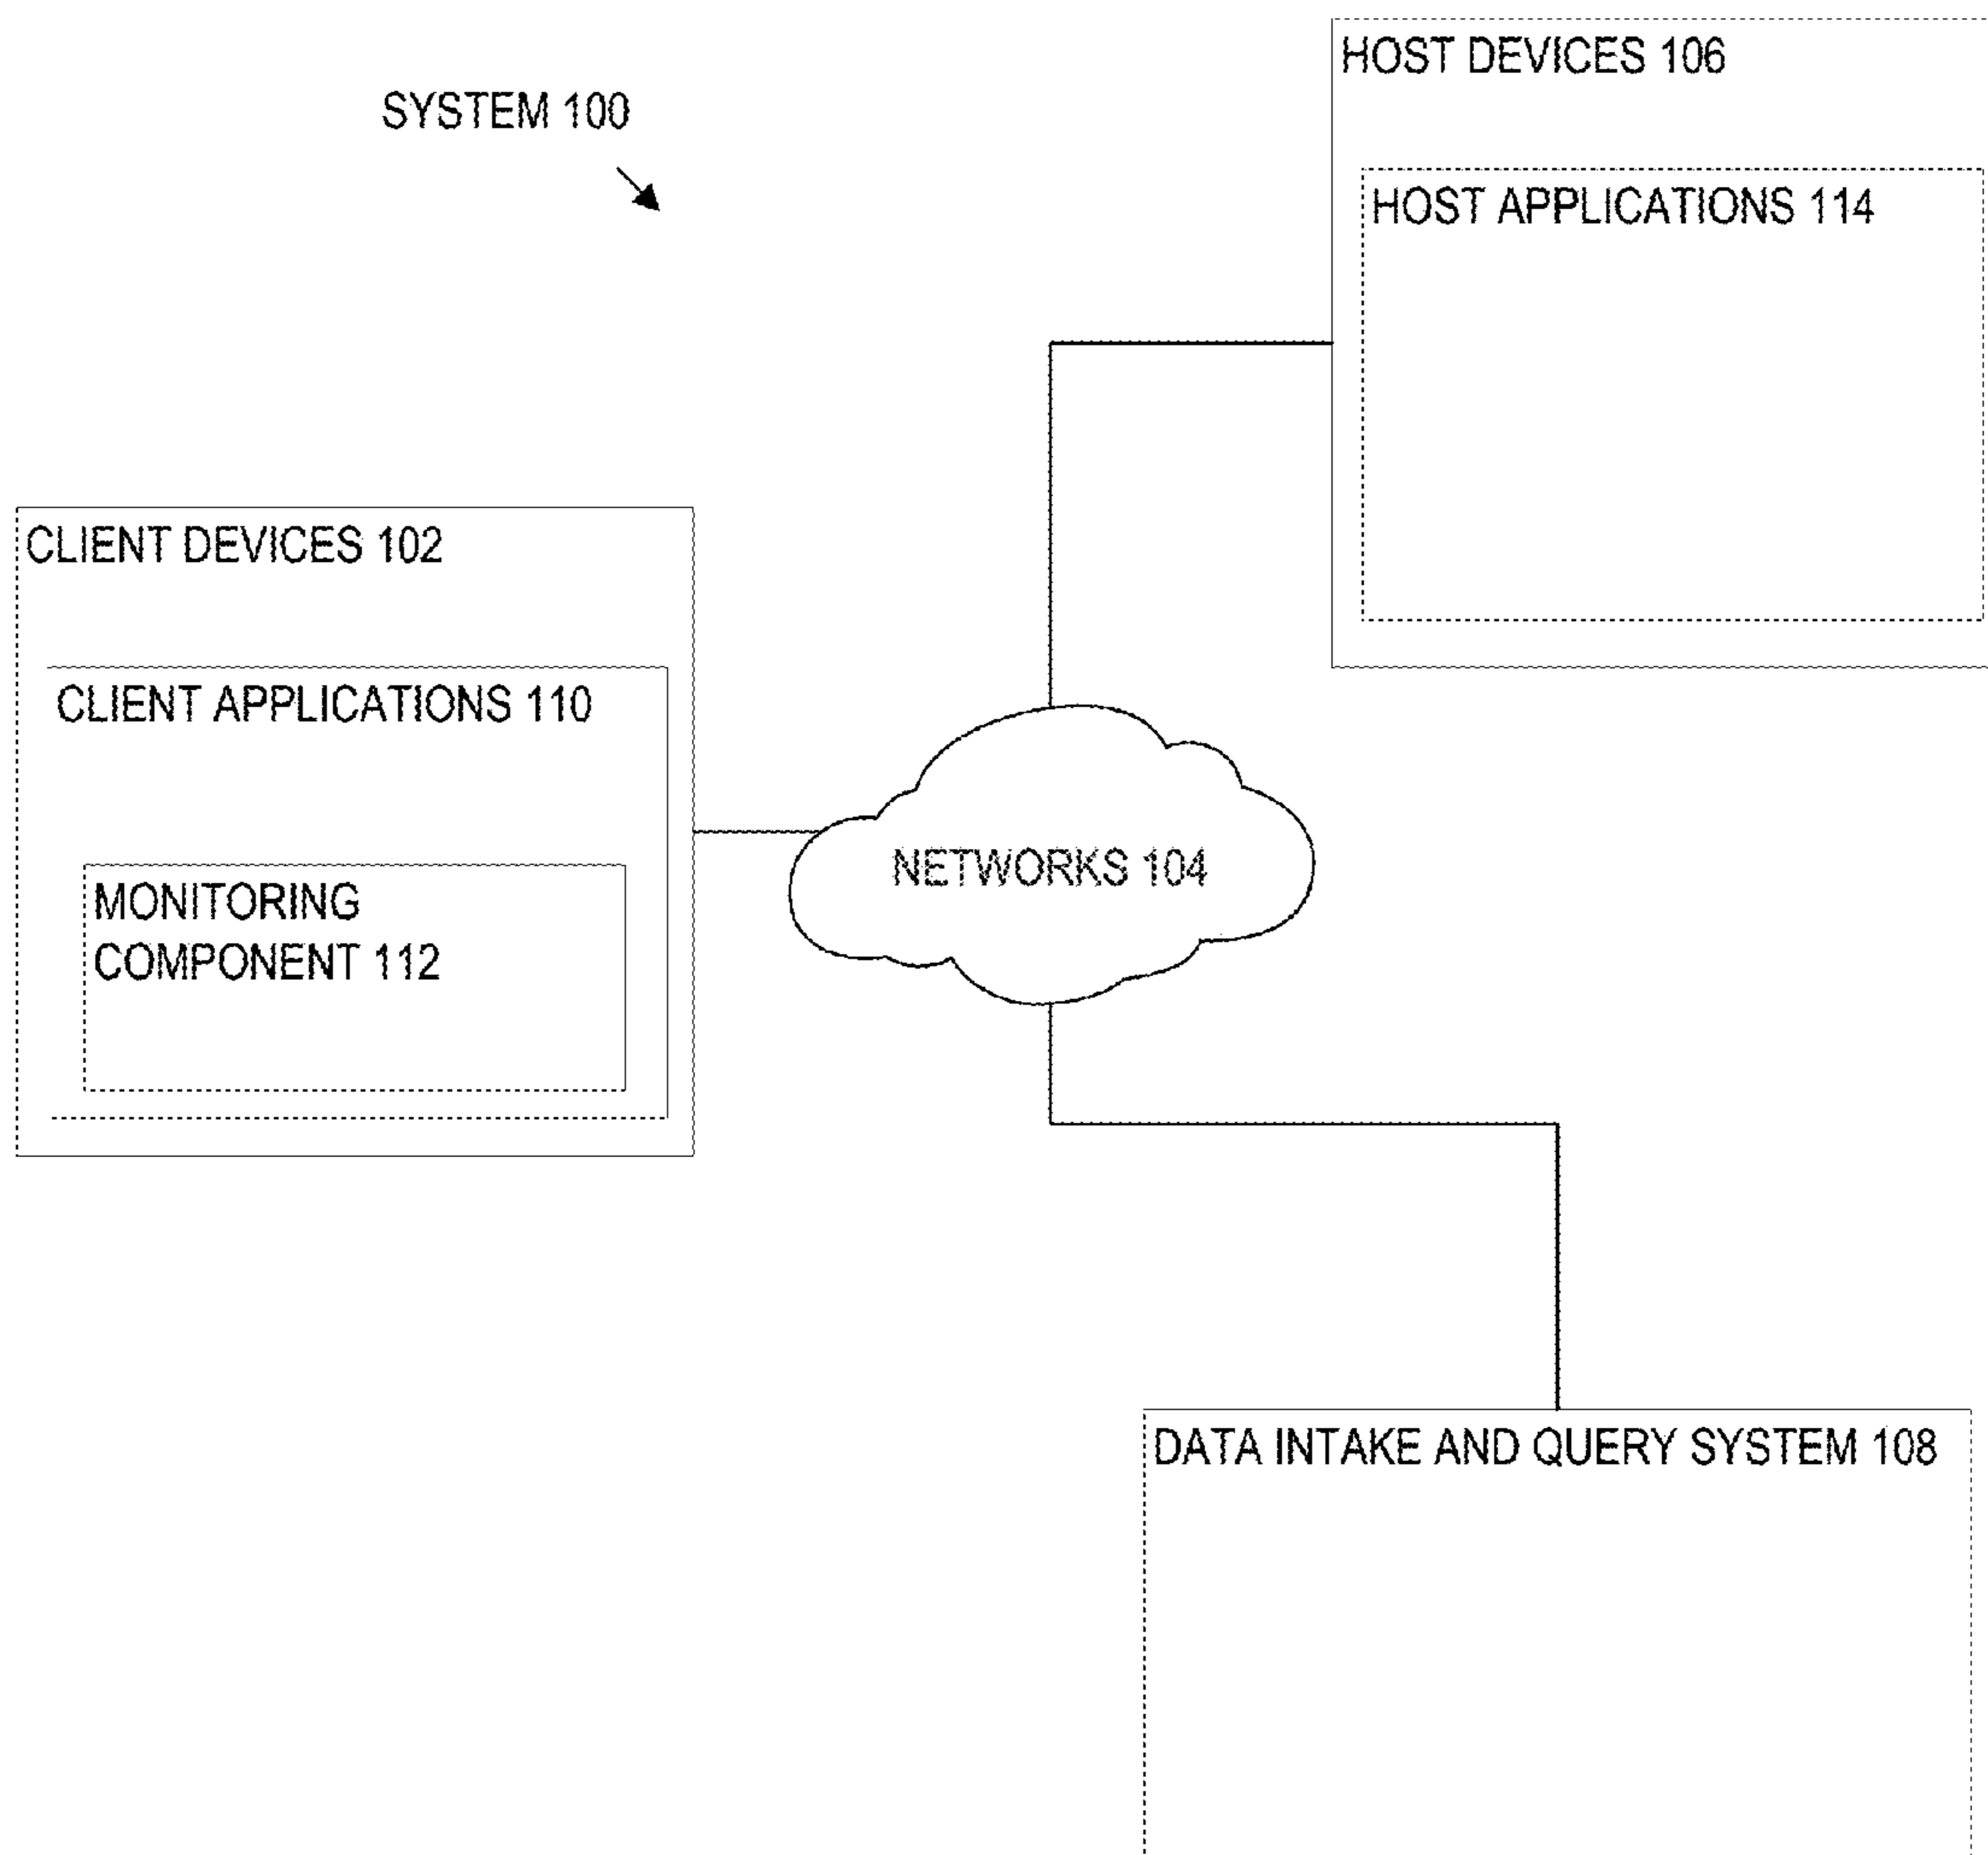 SYSTEM 100
HOST DEVICES 106
HOST APPLICATIONS 114
CLIENT DEVICES 102
CLIENT APPLICATIONS 110
MONITORING
COMPONENT 112
NETWORKS 104
DATA INTAKE AND QUERY SYSTEM 108